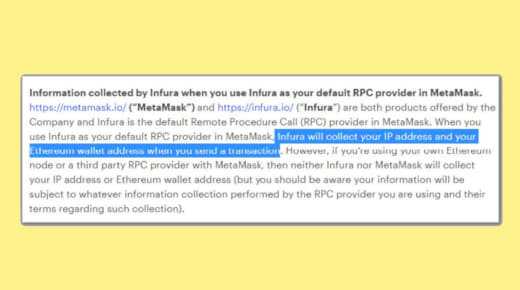 Information collected by Infura when you use Infura as your default RPC provider in MetaMask.
https://metamask.io/ (“MetaMask”) and https://infura.io/ (“Infura”) are both products offered by the
Company and Infura is the default Remote Procedure Call (RPC) provider in MetaMask. When you
use Infura as your default RPC provider in MetaMask, Infura will collect your IP address and your
Ethereum wallet address when you send a transaction. However, if you’re using your own Ethereum
node or a third party RPC provider with MetaMask, then neither Infura nor MetaMask will collect
your IP address or Ethereum wallet address (but you should be aware your information will be
subject to whatever information collection performed by the RPC provider you are using and their
terms regarding such collection).